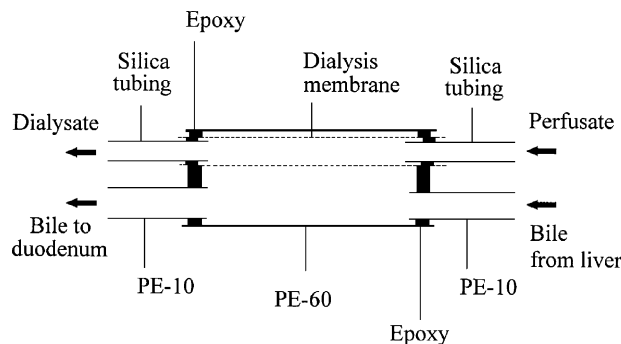 Epoxy
Silica
tubing
Dialysis
membrane
Silica
tubing
Dialysate
Perfusate
Bile to
duodenum
Bile
from liver
PE-10
PE-60
PE-10
Epoxy